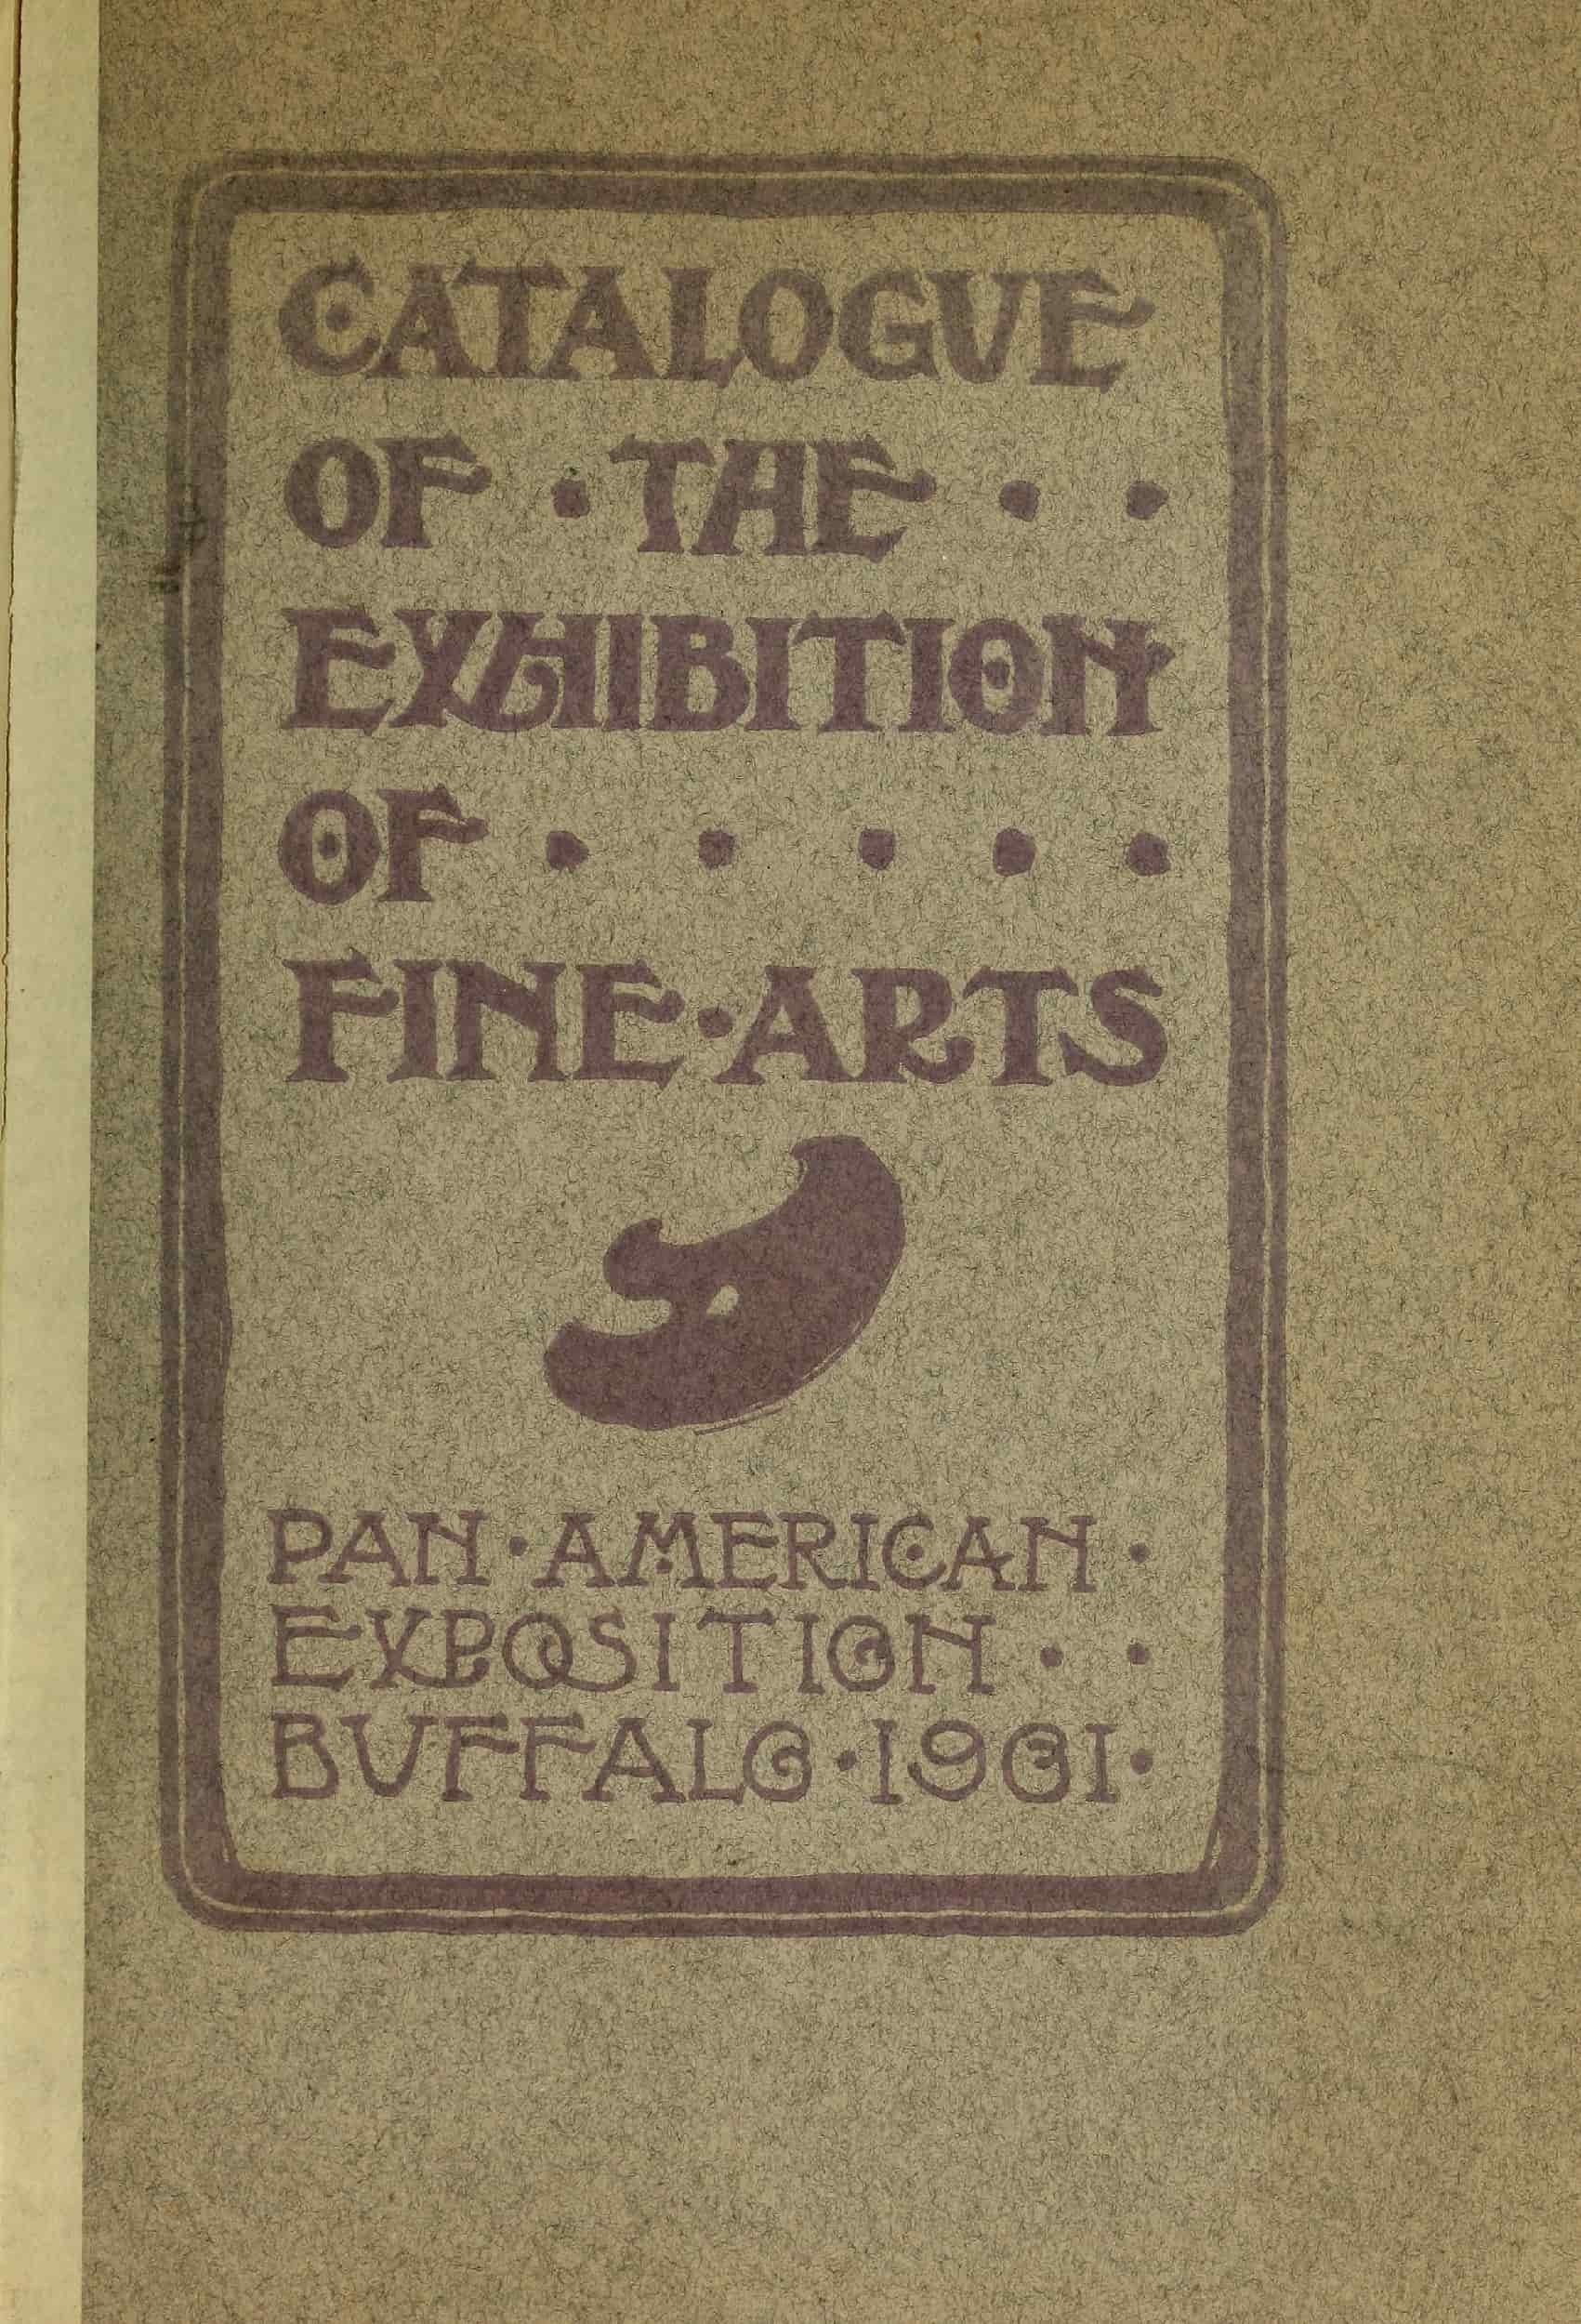 CATALOGUE
OF · THE · ·
EXHIBITION
OF · · · · ·
FINE·ARTS
PAN·AMERICAN·
EXPOSITION · ·
BUFFALO·1901·